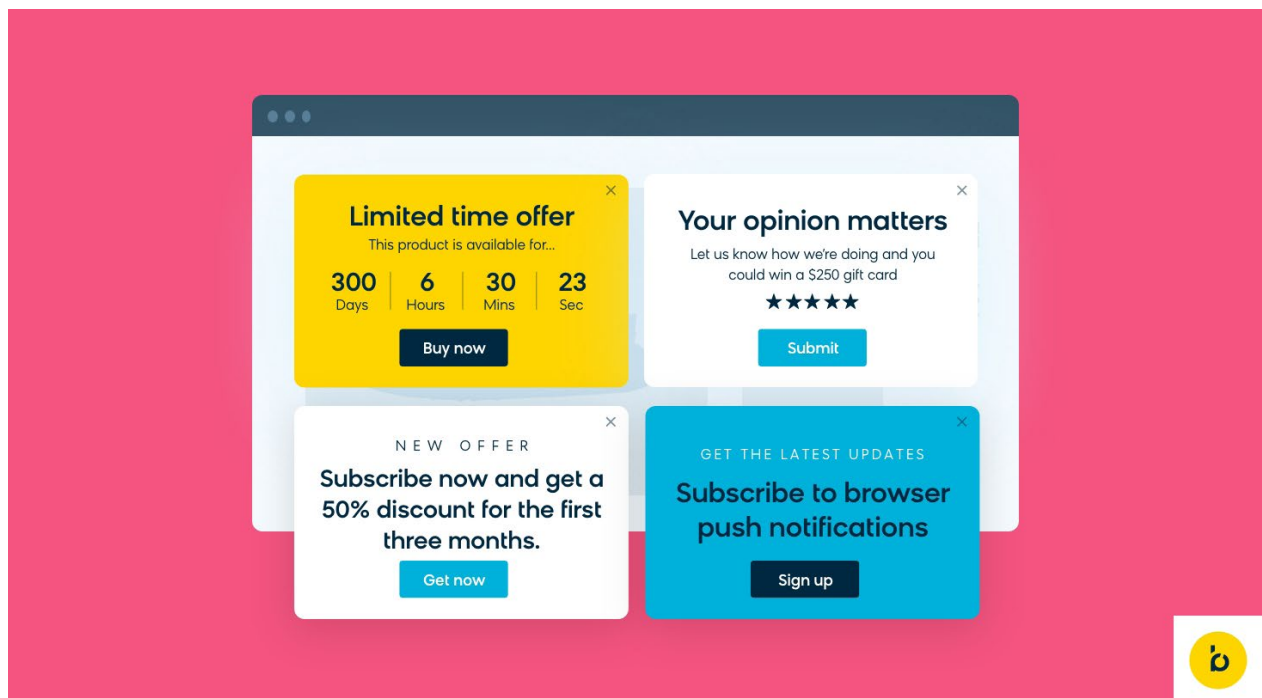 Limited time offer
This product is available for...
300 6 30 23
Days Hours Mins Sec
Buy now
Your opinion matters
Let us know how we're doing and you
could win a $250 gift card
Submit
NEW OFFER
Subscribe now and get a
50% discount for the first
three months.
Get now
GET THE LATEST UPDATES
Subscribe to browser
push notifications
Sign up
b